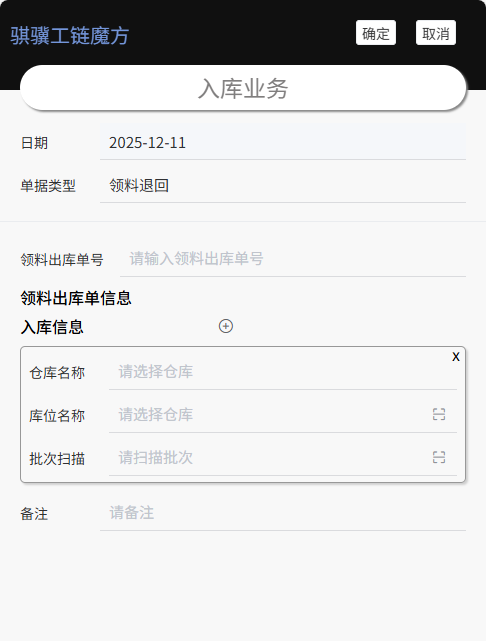 骐骥工链魔方
确定
取消
入库业务
日期 2025-12-11
单据类型 领料退回
领料出库单号 请输入领料出库单号
领料出库单信息
入库信息
X
仓库名称 请选择仓库
库位名称 请选择仓库
批次扫描 请扫描批次
备注 请备注